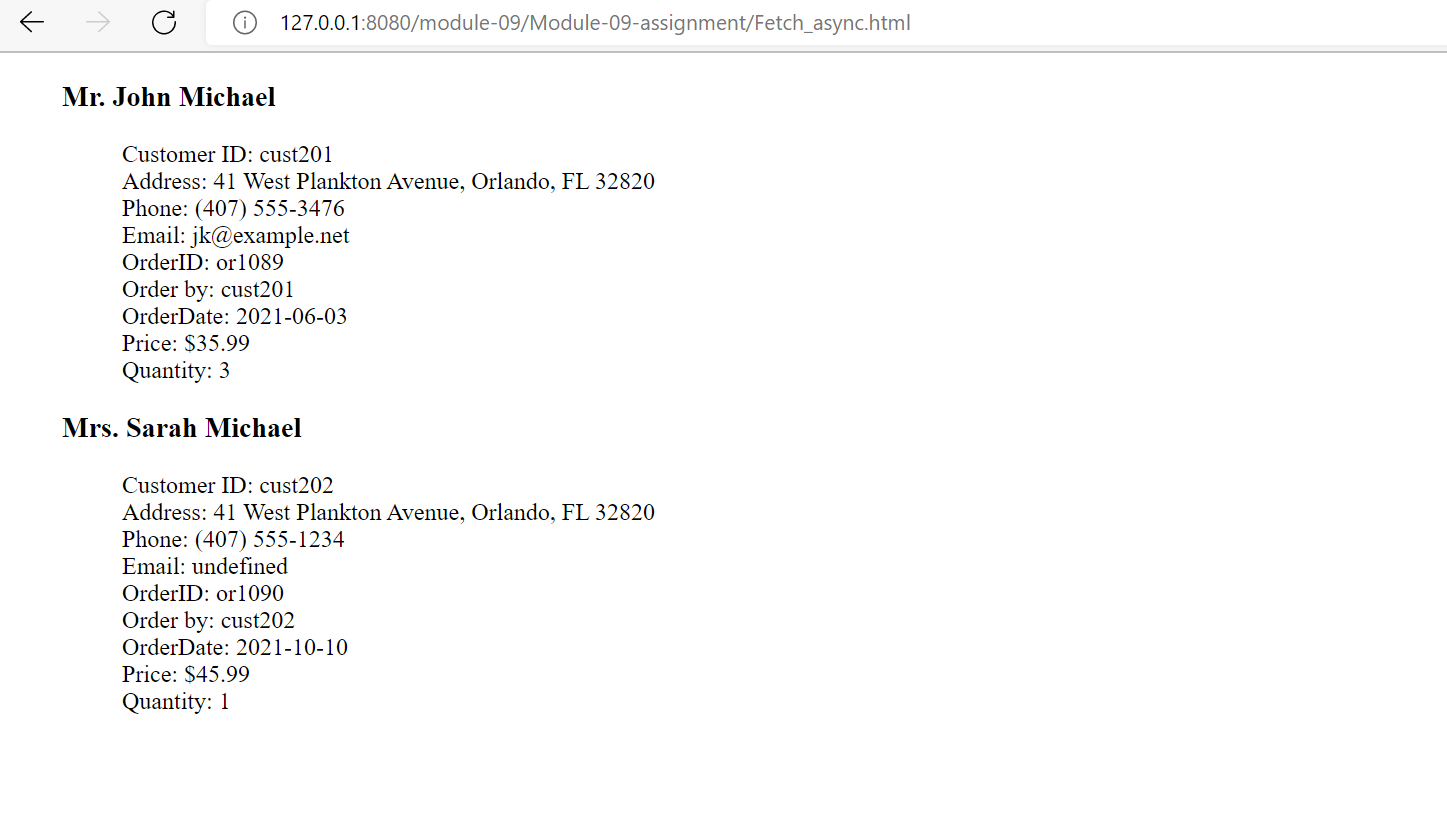 127.0.0.1:8080/module-09/Module-09-assignment/Fetch_async.html
Mr. John Michael
Customer ID: cust201
Address: 41 West Plankton Avenue, Orlando, FL 32820
Phone: (407) 555-3476
Email: jk@example.net
OrderID: or1089
Order by: cust201
OrderDate: 2021-06-03
Price: $35.99
Quantity: 3
Mrs. Sarah Michael
Customer ID: cust202
Address: 41 West Plankton Avenue, Orlando, FL 32820
Phone: (407) 555-1234
Email: undefined
OrderID: or1090
Order by: cust202
OrderDate: 2021-10-10
Price: $45.99
Quantity: 1